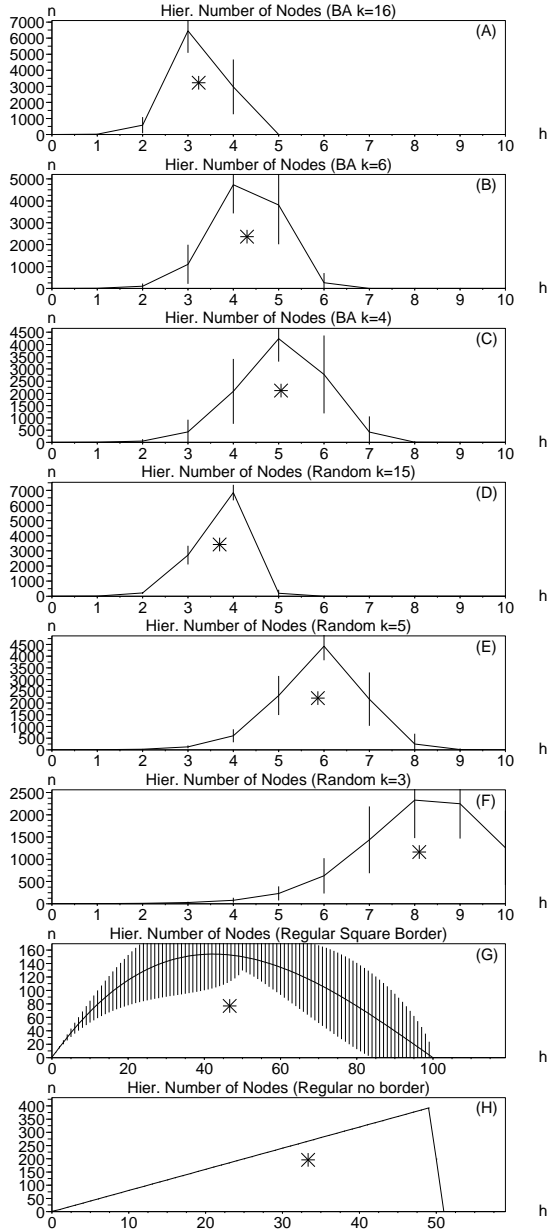 n Hier. Number of Nodes (BA k=16)
7000 (A)
6000
5000
4000
3000
2000
1000
0
0 1 2 3 4 5 6 7 8 9 10 h
n Hier. Number of Nodes (BA k=6)
5000 (B)
4000
3000
2000
1000
0
0 1 2 3 4 5 6 7 8 9 10 h
n Hier. Number of Nodes (BA k=4)
4500 (C)
4000
3500
3000
2500
2000
1500
1000
500
0
0 1 2 3 4 5 6 7 8 9 10 h
n Hier. Number of Nodes (Random k=15)
7000 (D)
6000
5000
4000
3000
2000
1000
0
0 1 2 3 4 5 6 7 8 9 10 h
n Hier. Number of Nodes (Random k=5)
4500 (E)
4000
3500
3000
2500
2000
1500
1000
500
0
0 1 2 3 4 5 6 7 8 9 10 h
n Hier. Number of Nodes (Random k=3)
2500 (F)
2000
1500
1000
500
0
0 1 2 3 4 5 6 7 8 9 10 h
n Hier. Number of Nodes (Regular Square Border)
160 (G)
140
120
100
80
60
40
20
0
0 20 40 60 80 100 h
n Hier. Number of Nodes (Regular no border)
400 (H)
350
300
250
200
150
100
50
0
0 10 20 30 40 50 h